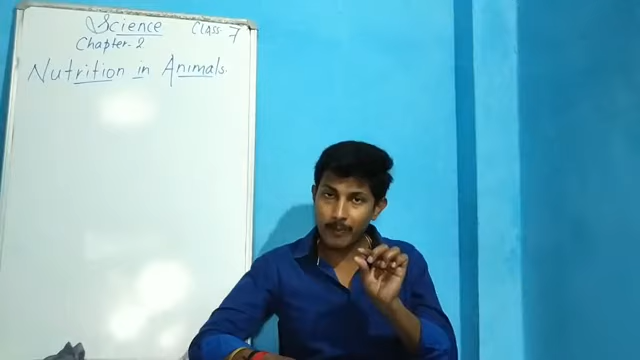 Science Class 7
Chapter-2
Nutrition in Animals.